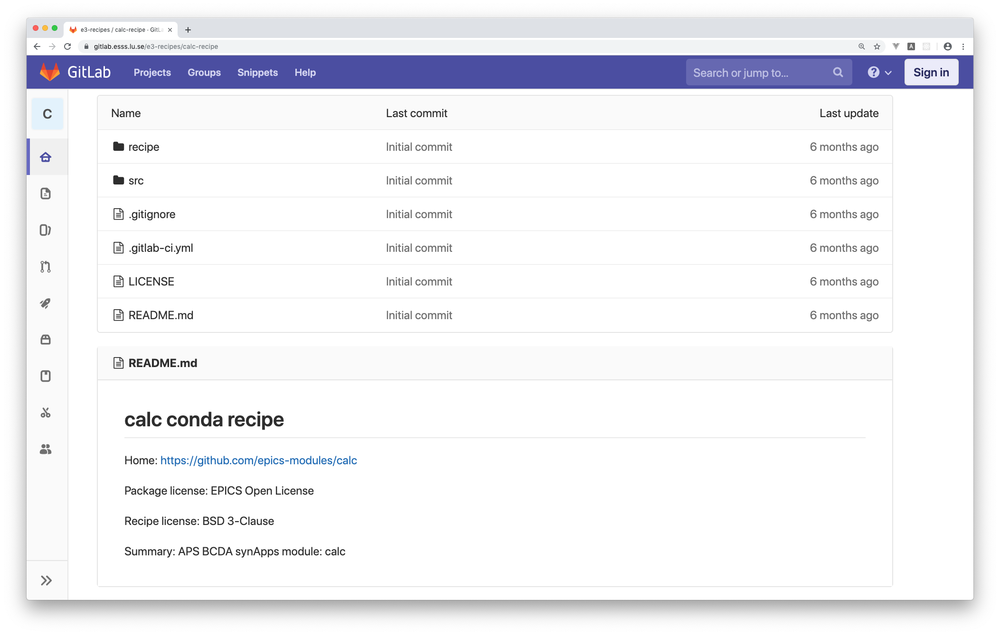 e3-recipes / calc-recipe · GitLa
gitlab.esss.lu.se/e3-recipes/calc-recipe
A
GitLab Projects Groups Snippets Help Search or jump to... Sign in
C
Name Last commit Last update
recipe Initial commit 6 months ago
src Initial commit 6 months ago
.gitignore Initial commit 6 months ago
.gitlab-ci.yml Initial commit 6 months ago
LICENSE Initial commit 6 months ago
README.md Initial commit 6 months ago
README.md
calc conda recipe
Home: https://github.com/epics-modules/calc
Package license: EPICS Open License
Recipe license: BSD 3-Clause
Summary: APS BCDA synApps module: calc